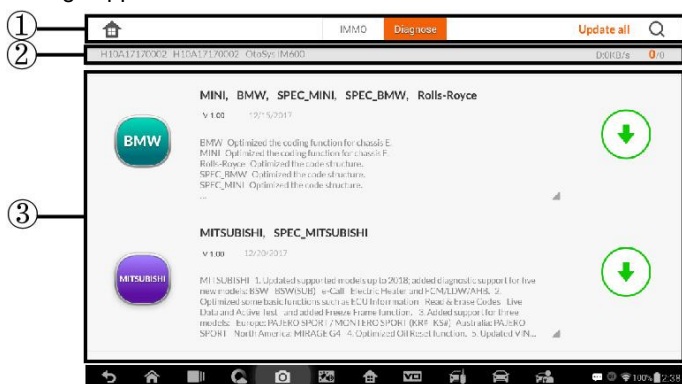 ①
IMMO Diagnose Update all
②
H10A17170002 H10A17170002 OtoSys IM600 D:0KB/s 0/0
③
MINI, BMW, SPEC_MINI, SPEC_BMW, Rolls-Royce
V 1.00 12/15/2017
BMW
BMW Optimized the coding function for chassis E.
MINI Optimized the coding function for chassis F.
Rolls-Royce Optimized the code structure.
SPEC_BMW Optimized the code structure.
SPEC_MINI Optimized the code structure.
...
MITSUBISHI, SPEC_MITSUBISHI
V 1.00 12/20/2017
MITSUBISHI
MITSUBISHI 1. Updated supported models up to 2018; added diagnostic support for five
new models: BSW BSW(SUB) e-Call Electric Heater and FCM/LDW/AHB. 2.
Optimized some basic functions such as ECU Information Read & Erase Codes Live
Data and Active Test and added Freeze Frame function. 3. Added support for three
models: Europe: PAJERO SPORT / MONTERO SPORT (KR# KS#) Australia: PAJERO
SPORT North America: MIRAGE G4 4. Optimized Oil Reset function. 5. Updated VIN...
VCI 2:38